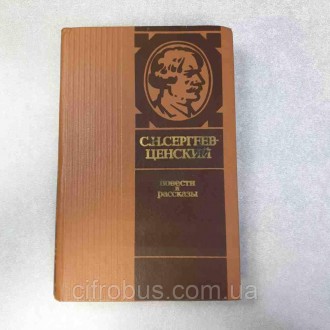 С.Н.СЕРГЕЕВ-
ЦЕНСКИЙ
повести
и
рассказы
cifrobus.com.ua